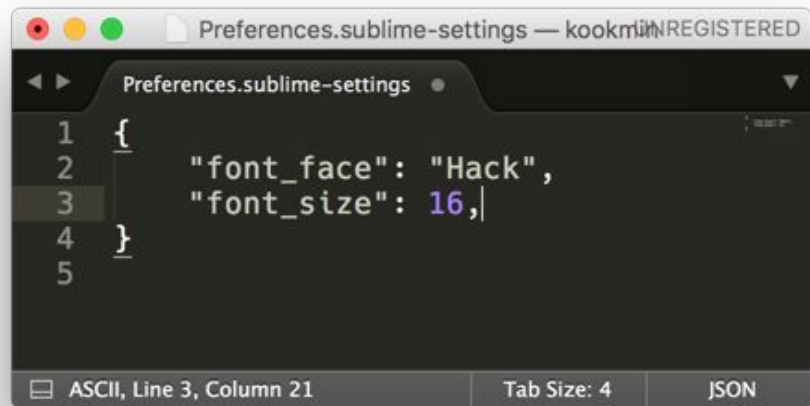 Preferences.sublime-settings — kookmin UNREGISTERED
Preferences.sublime-settings
1 {
2     "font_face": "Hack",
3     "font_size": 16,
4 }
5
ASCII, Line 3, Column 21 Tab Size: 4 JSON